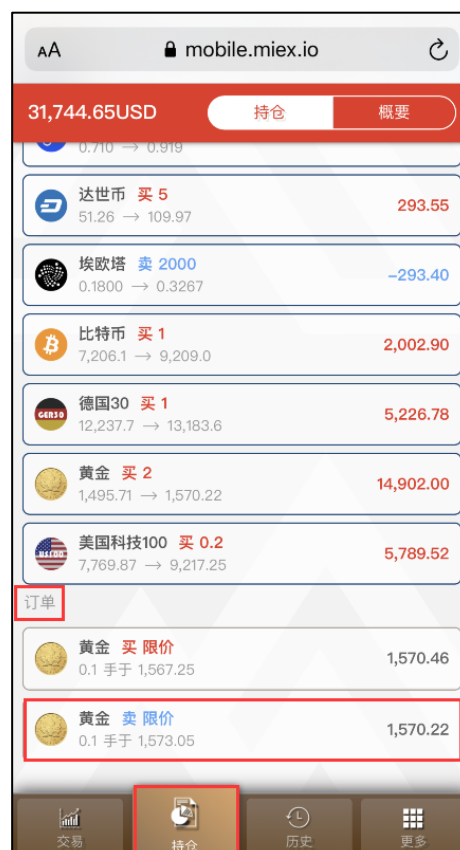 AA mobile.miex.io
31,744.65USD 持仓 概要
0.710 → 0.919
达世币 买 5
51.26 → 109.97
293.55
埃欧塔 卖 2000
0.1800 → 0.3267
-293.40
比特币 买 1
7,206.1 → 9,209.0
2,002.90
GER30
德国30 买 1
12,237.7 → 13,183.6
5,226.78
黄金 买 2
1,495.71 → 1,570.22
14,902.00
美国科技100 买 0.2
7,769.87 → 9,217.25
5,789.52
订单
黄金 买 限价
0.1 手于 1,567.25
1,570.46
黄金 卖 限价
0.1 手于 1,573.05
1,570.22
交易 持仓 历史 更多